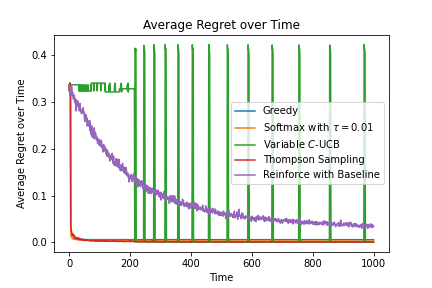 Average Regret over Time
Average Regret over Time
0.4
0.3
0.2
0.1
0.0
Greedy
Softmax with τ = 0.01
Variable C-UCB
Thompson Sampling
Reinforce with Baseline
0 200 400 600 800 1000
Time